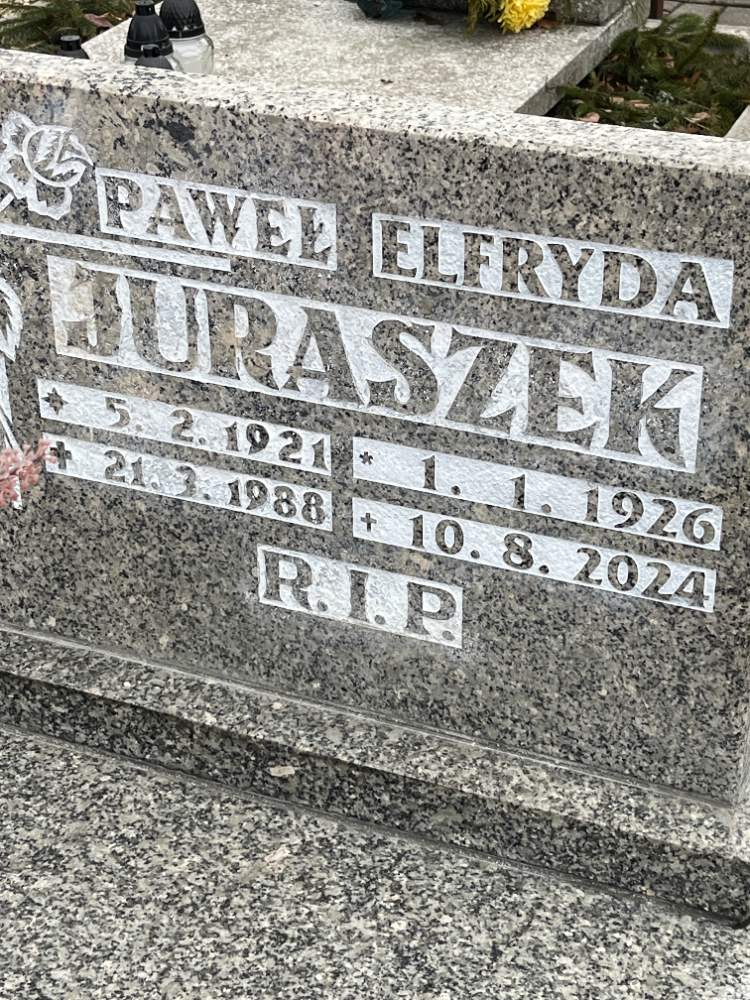 PAWEŁ ELFRYDA
JURASZEK
* 5. 2. 1921 * 1. 1. 1926
+ 21. 3. 1988 + 10. 8. 2024
R.I.P.